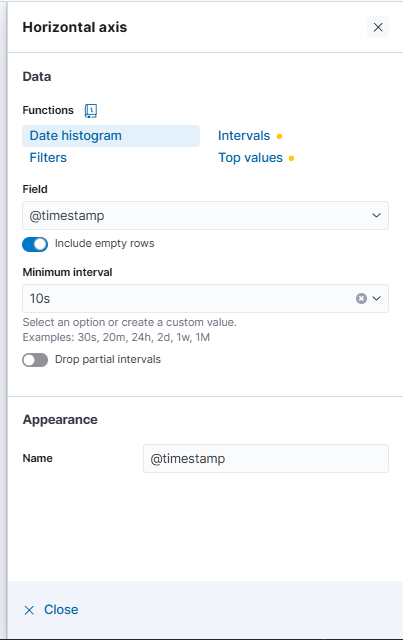 Horizontal axis
Data
Functions
Date histogram
Intervals
Filters
Top values
Field
@timestamp
Include empty rows
Minimum interval
10s
Select an option or create a custom value.
Examples: 30s, 20m, 24h, 2d, 1w, 1M
Drop partial intervals
Appearance
Name
@timestamp
Close